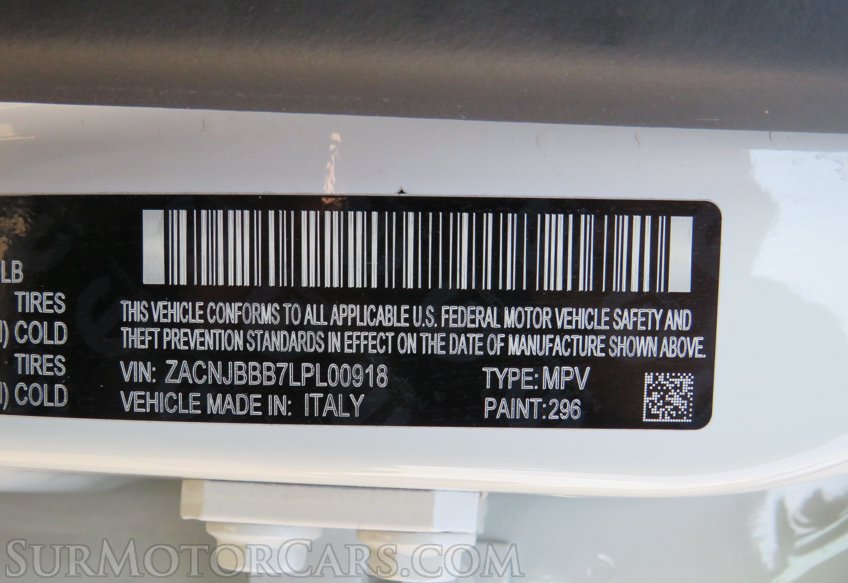 LB
TIRES
) COLD
TIRES
) COLD
THIS VEHICLE CONFORMS TO ALL APPLICABLE U.S. FEDERAL MOTOR VEHICLE SAFETY AND
THEFT PREVENTION STANDARDS IN EFFECT ON THE DATE OF MANUFACTURE SHOWN ABOVE.
VIN: ZACNJBBB7LPL00918 TYPE: MPV
VEHICLE MADE IN: ITALY PAINT: 296
SurMotorCars.com